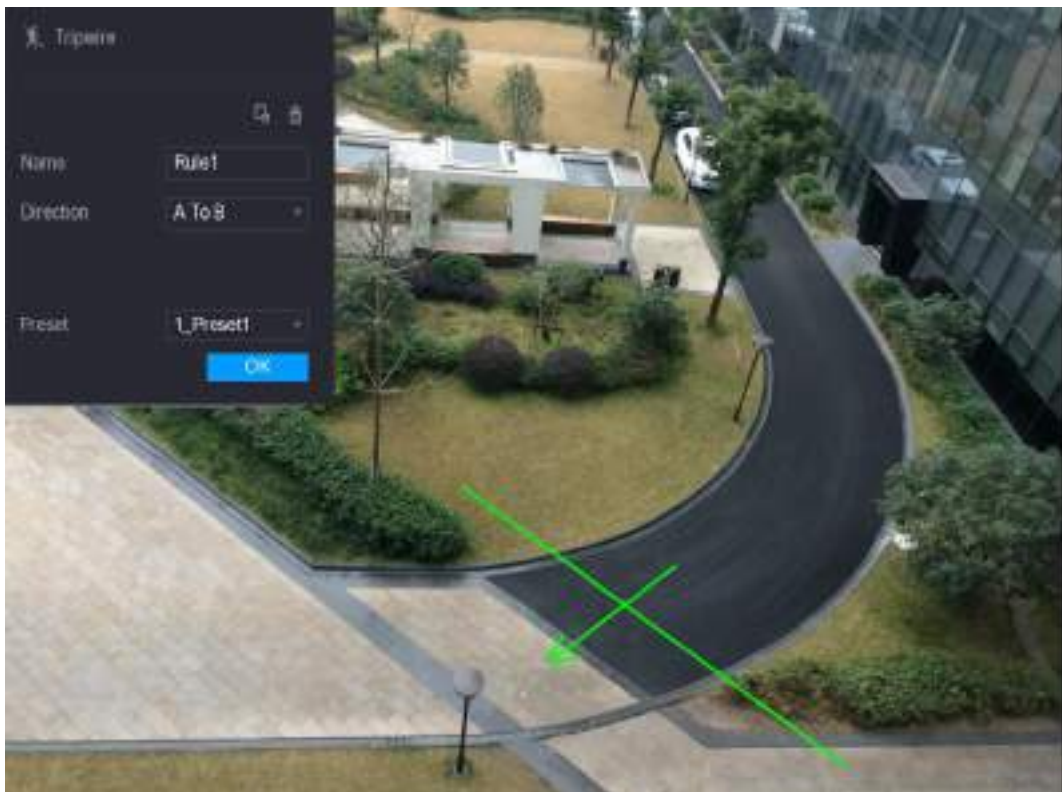 Tripwire
Name Rule1
Direction A To B
Preset 1_Preset1
OK